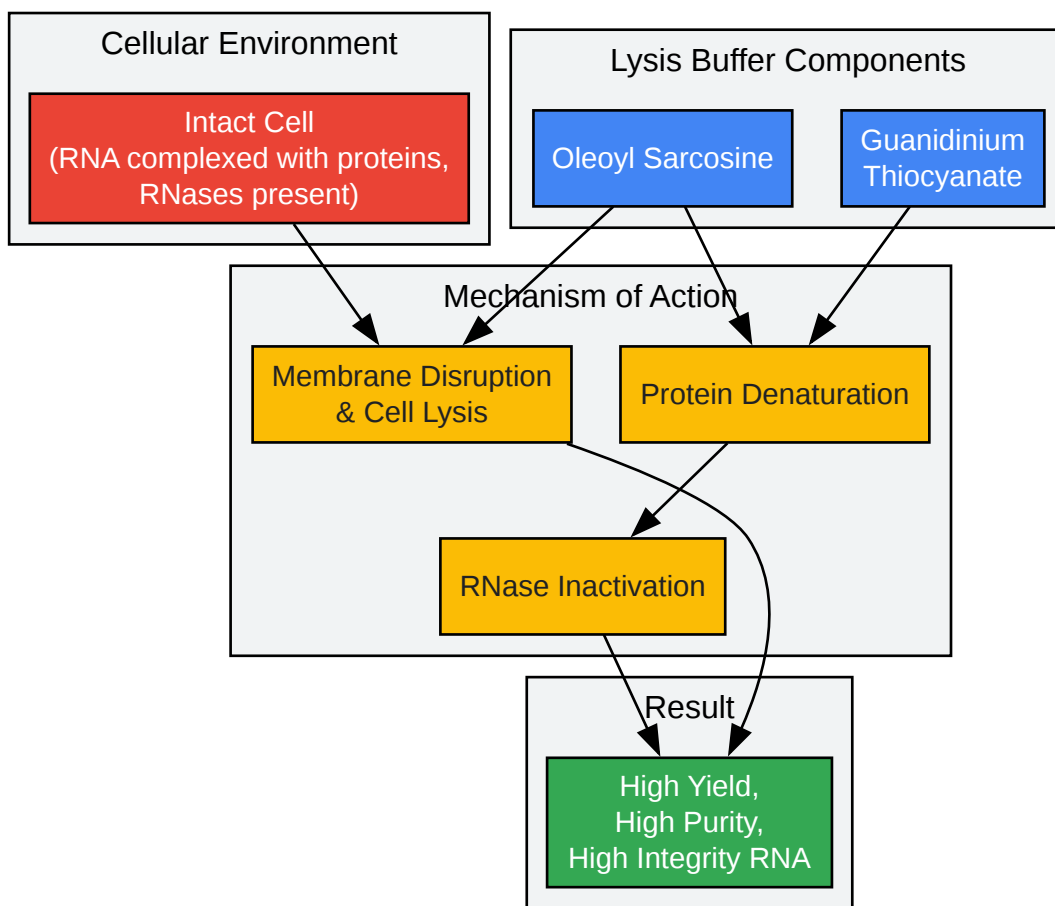 Cellular Environment
Intact Cell
(RNA complexed with proteins,
RNases present)
Lysis Buffer Components
Oleoyl Sarcosine
Guanidinium
Thiocyanate
Mechanism of Action
Membrane Disruption
& Cell Lysis
Protein Denaturation
RNase Inactivation
Result
High Yield,
High Purity,
High Integrity RNA